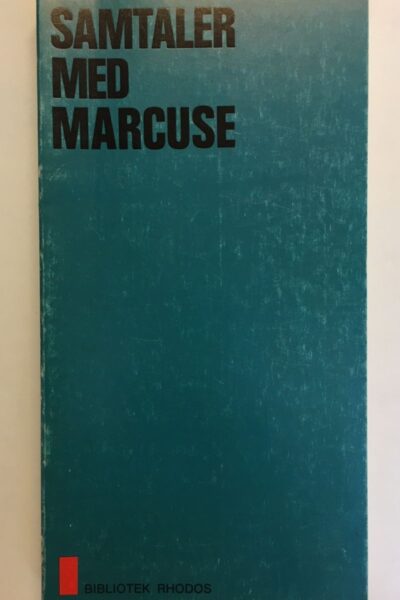 SAMTALER
MED
MARCUSE
BIBLIOTEK RHODOS